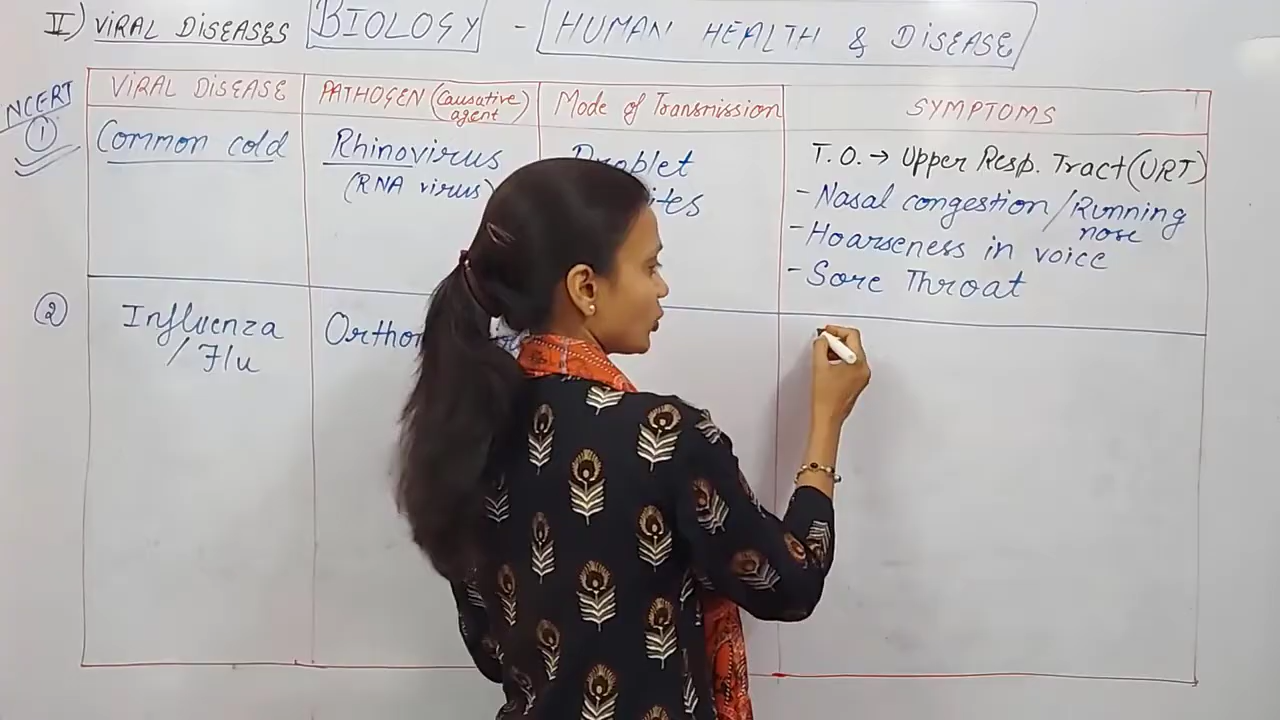 II) VIRAL DISEASES BIOLOGY - HUMAN HEALTH & DISEASE
NCERT
VIRAL DISEASE
PATHOGEN (Causative agent)
Mode of Transmission
SYMPTOMS
① Common cold
Rhinovirus
(RNA virus)
Droplet
T.O. → Upper Resp. Tract (URT)
- Nasal congestion / Running nose
- Hoarseness in voice
- Sore Throat
② Influenza
/ Flu